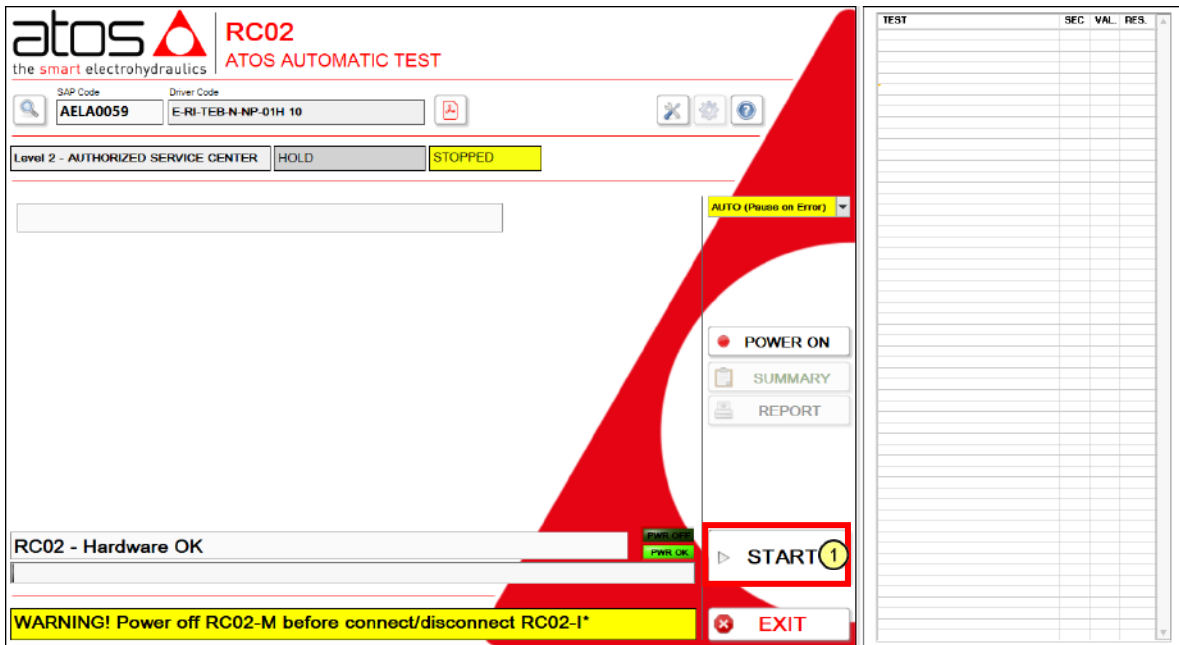 atos
the smart electrohydraulics
RC02
ATOS AUTOMATIC TEST
SAP Code
Driver Code
AELA0059
E-RI-TEB-N-NP-01H 10
Level 2 - AUTHORIZED SERVICE CENTER
HOLD
STOPPED
AUTO (Pause on Error)
POWER ON
SUMMARY
REPORT
RC02 - Hardware OK
PWR OFF
PWR OK
START
1
WARNING! Power off RC02-M before connect/disconnect RC02-I*
EXIT
TEST SEC VAL. RES.